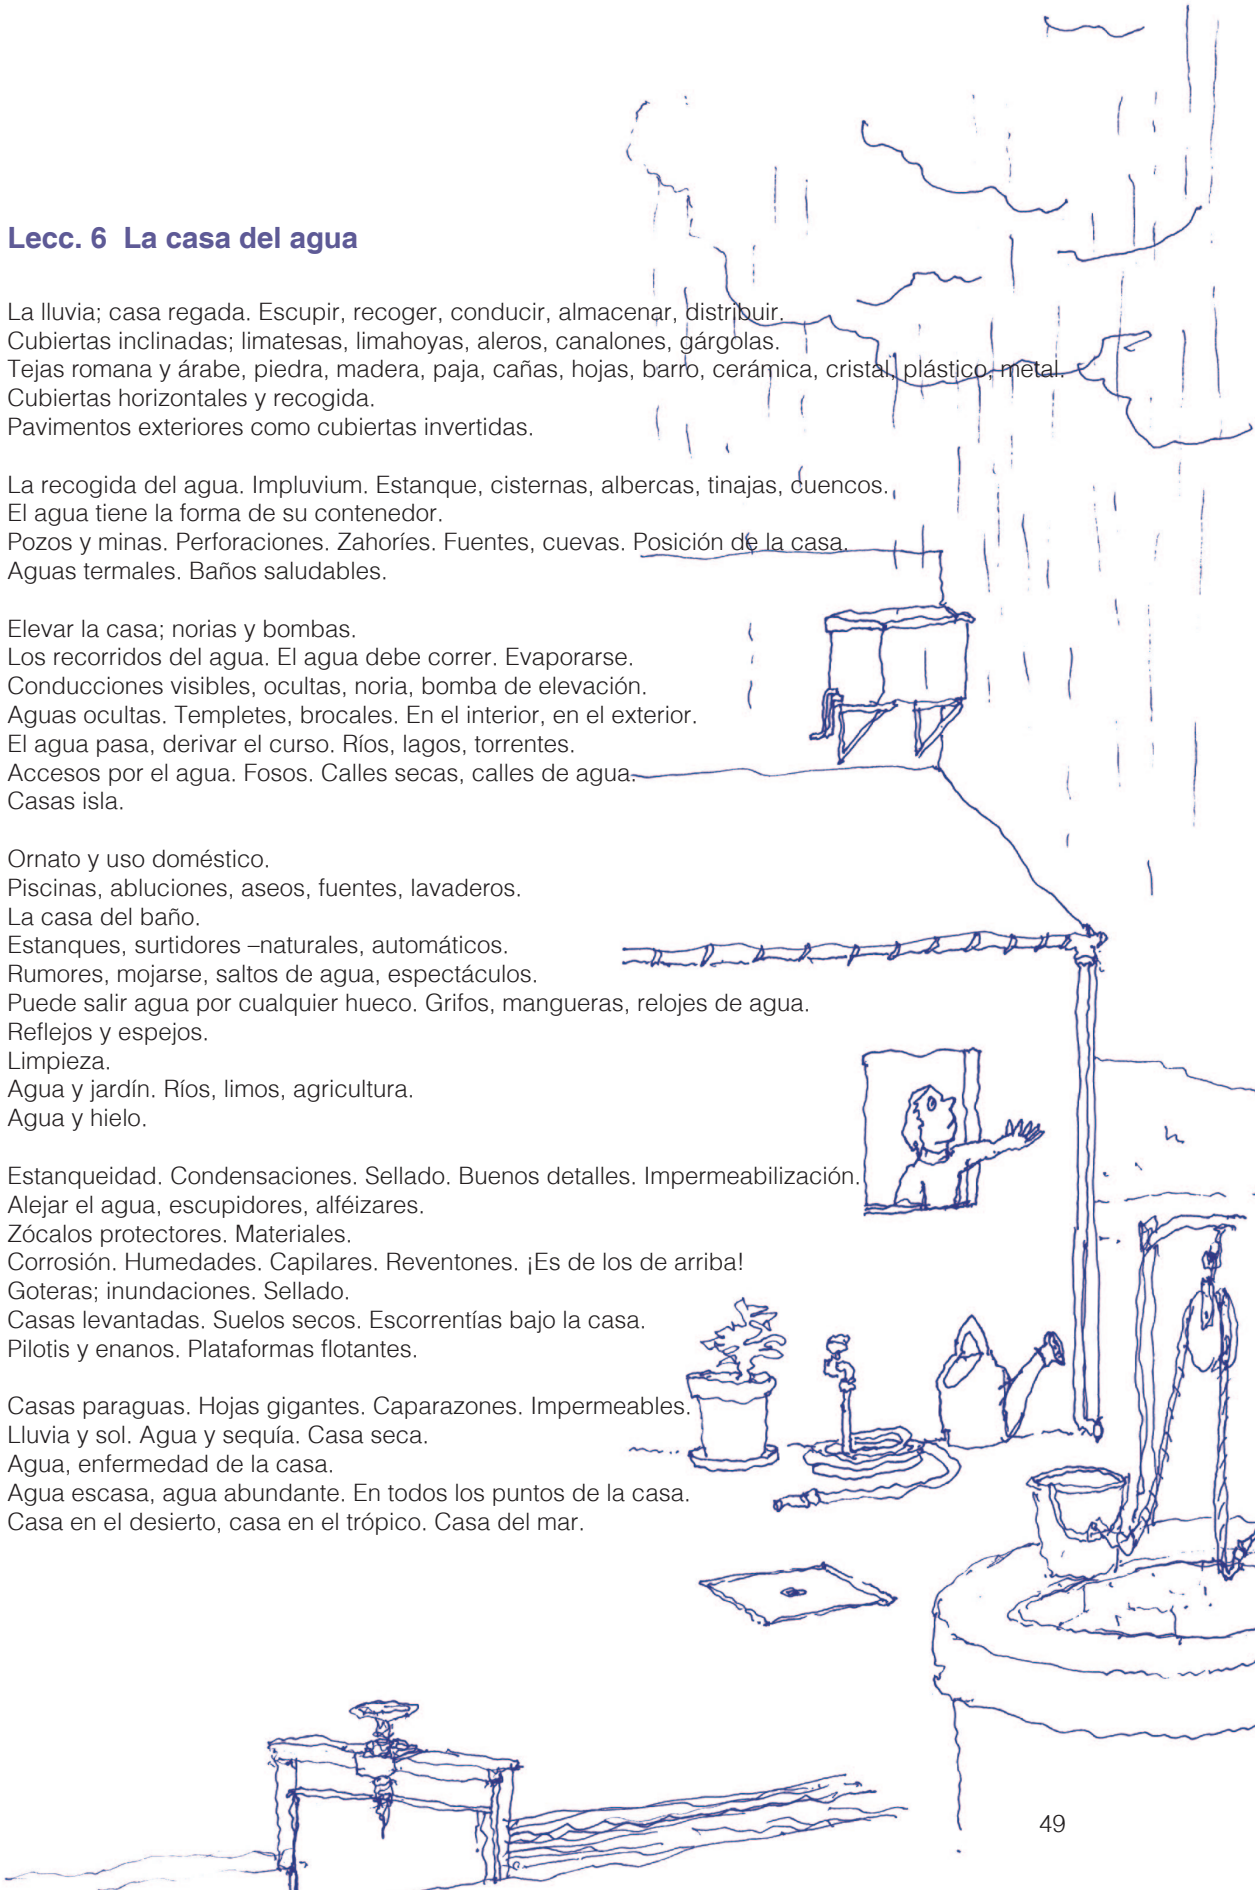 Lecc. 6  La casa del agua
La lluvia; casa regada. Escupir, recoger, conducir, almacenar, distribuir.
Cubiertas inclinadas; limatesas, limahoyas, aleros, canalones, gárgolas.
Tejas romana y árabe, piedra, madera, paja, cañas, hojas, barro, cerámica, cristal, plástico, metal.
Cubiertas horizontales y recogida.
Pavimentos exteriores como cubiertas invertidas.
La recogida del agua. Impluvium. Estanque, cisternas, albercas, tinajas, cuencos.
El agua tiene la forma de su contenedor.
Pozos y minas. Perforaciones. Zahoríes. Fuentes, cuevas. Posición de la casa.
Aguas termales. Baños saludables.
Elevar la casa; norias y bombas.
Los recorridos del agua. El agua debe correr. Evaporarse.
Conducciones visibles, ocultas, noria, bomba de elevación.
Aguas ocultas. Templetes, brocales. En el interior, en el exterior.
El agua pasa, derivar el curso. Ríos, lagos, torrentes.
Accesos por el agua. Fosos. Calles secas, calles de agua.
Casas isla.
Ornato y uso doméstico.
Piscinas, abluciones, aseos, fuentes, lavaderos.
La casa del baño.
Estanques, surtidores –naturales, automáticos.
Rumores, mojarse, saltos de agua, espectáculos.
Puede salir agua por cualquier hueco. Grifos, mangueras, relojes de agua.
Reflejos y espejos.
Limpieza.
Agua y jardín. Ríos, limos, agricultura.
Agua y hielo.
Estanqueidad. Condensaciones. Sellado. Buenos detalles. Impermeabilización.
Alejar el agua, escupidores, alféizares.
Zócalos protectores. Materiales.
Corrosión. Humedades. Capilares. Reventones. ¡Es de los de arriba!
Goteras; inundaciones. Sellado.
Casas levantadas. Suelos secos. Escorrentías bajo la casa.
Pilotis y enanos. Plataformas flotantes.
Casas paraguas. Hojas gigantes. Caparazones. Impermeables.
Lluvia y sol. Agua y sequía. Casa seca.
Agua, enfermedad de la casa.
Agua escasa, agua abundante. En todos los puntos de la casa.
Casa en el desierto, casa en el trópico. Casa del mar.
49